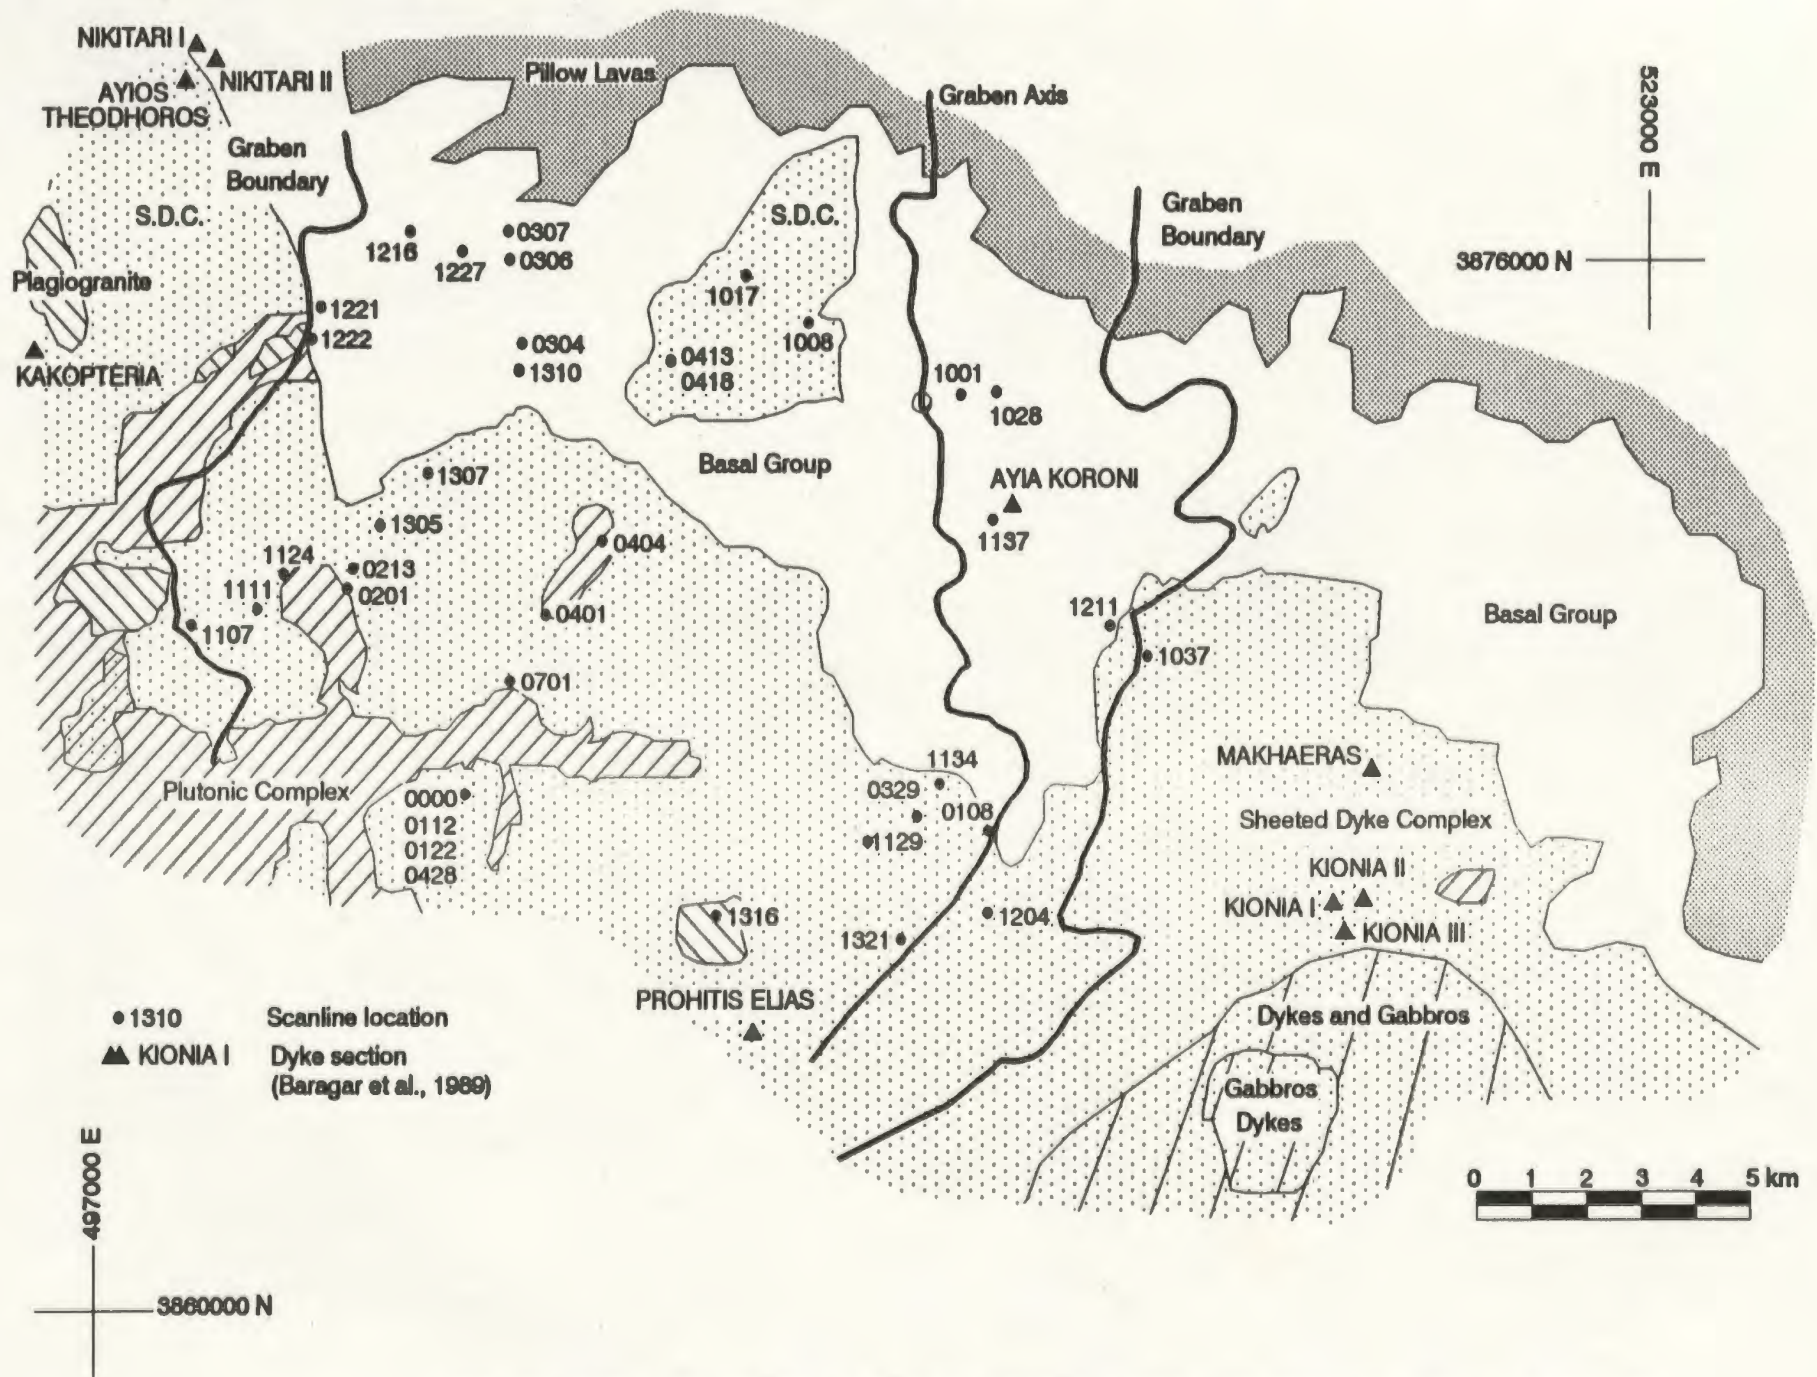 NIKITARI I
NIKITARI II
AYIOS
THEODHOROS
Pillow Lavas
Graben Axis
523000 E
Graben
Boundary
S.D.C.
S.D.C.
Graben
Boundary
3876000 N
1216
1227
0307
0306
Plagiogranite
1017
1221
1222
1008
0304
1310
0413
0418
KAKOPTERIA
1001
1028
Basal Group
1307
AYIA KORONI
1305
1137
0404
1124
0213
1111
0201
0401
1107
1211
Basal Group
1037
0701
MAKHAERAS
1134
Plutonic Complex
0329
0000
0108
0112
1129
Sheeted Dyke Complex
0122
0428
KIONIA II
KIONIA I
KIONIA III
1316
1204
1321
PROHITIS ELIAS
Dykes and Gabbros
1310 Scanline location
KIONIA I Dyke section
(Baragar et al., 1989)
Gabbros
Dykes
497000 E
0 1 2 3 4 5 km
3860000 N